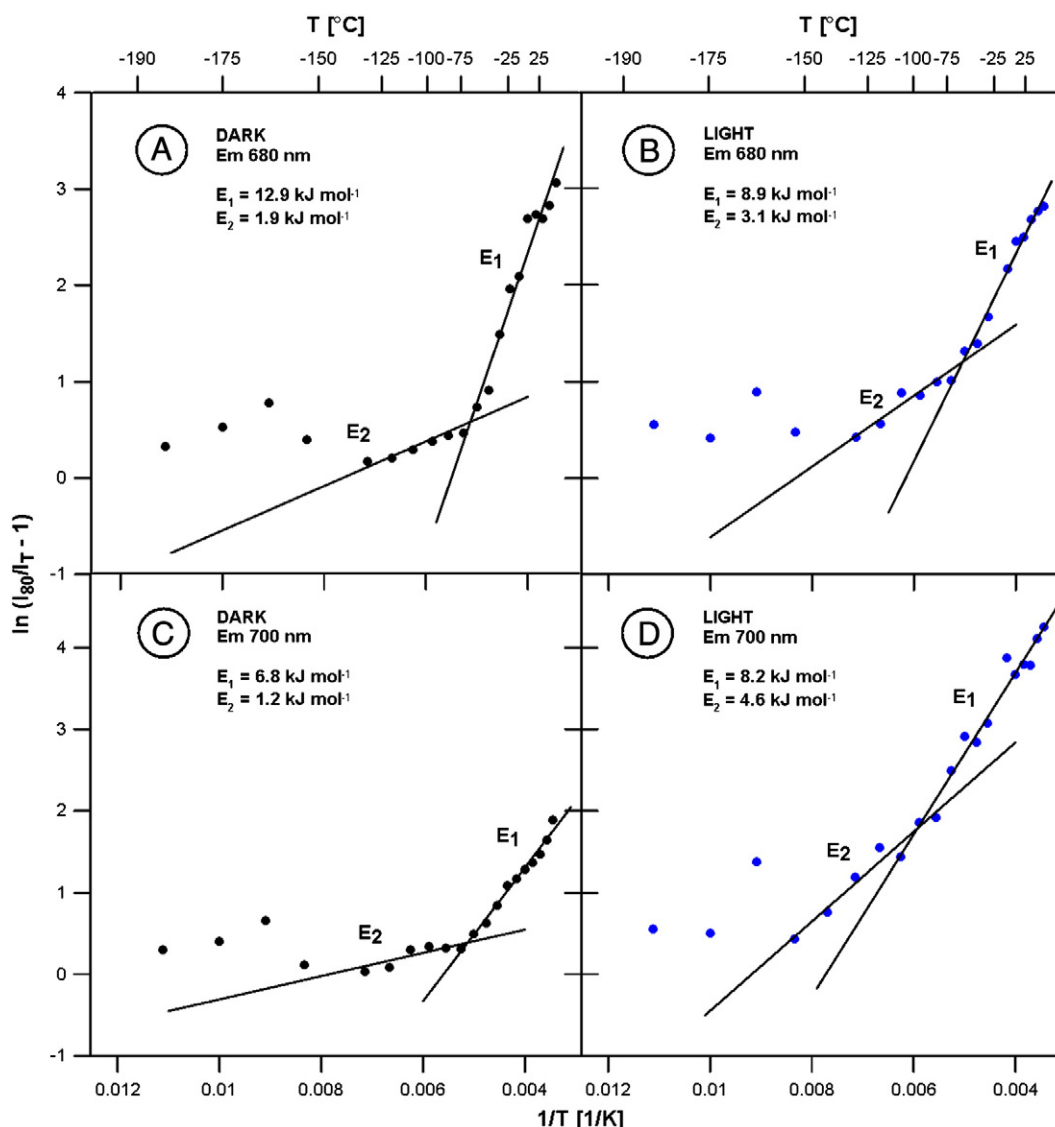 T [°C]
T [°C]
-190 -175 -150 -125 -100 -75 -25 25
-190 -175 -150 -125 -100 -75 -25 25
4
3
2
1
0
-1
A
DARK
Em 680 nm
E1 = 12.9 kJ mol-1
E2 = 1.9 kJ mol-1
E1
E2
B
LIGHT
Em 680 nm
E1 = 8.9 kJ mol-1
E2 = 3.1 kJ mol-1
E1
E2
ln (I80/IT - 1)
4
3
2
1
0
-1
C
DARK
Em 700 nm
E1 = 6.8 kJ mol-1
E2 = 1.2 kJ mol-1
E1
E2
D
LIGHT
Em 700 nm
E1 = 8.2 kJ mol-1
E2 = 4.6 kJ mol-1
E1
E2
0.012 0.01 0.008 0.006 0.004
0.012 0.01 0.008 0.006 0.004
1/T [1/K]